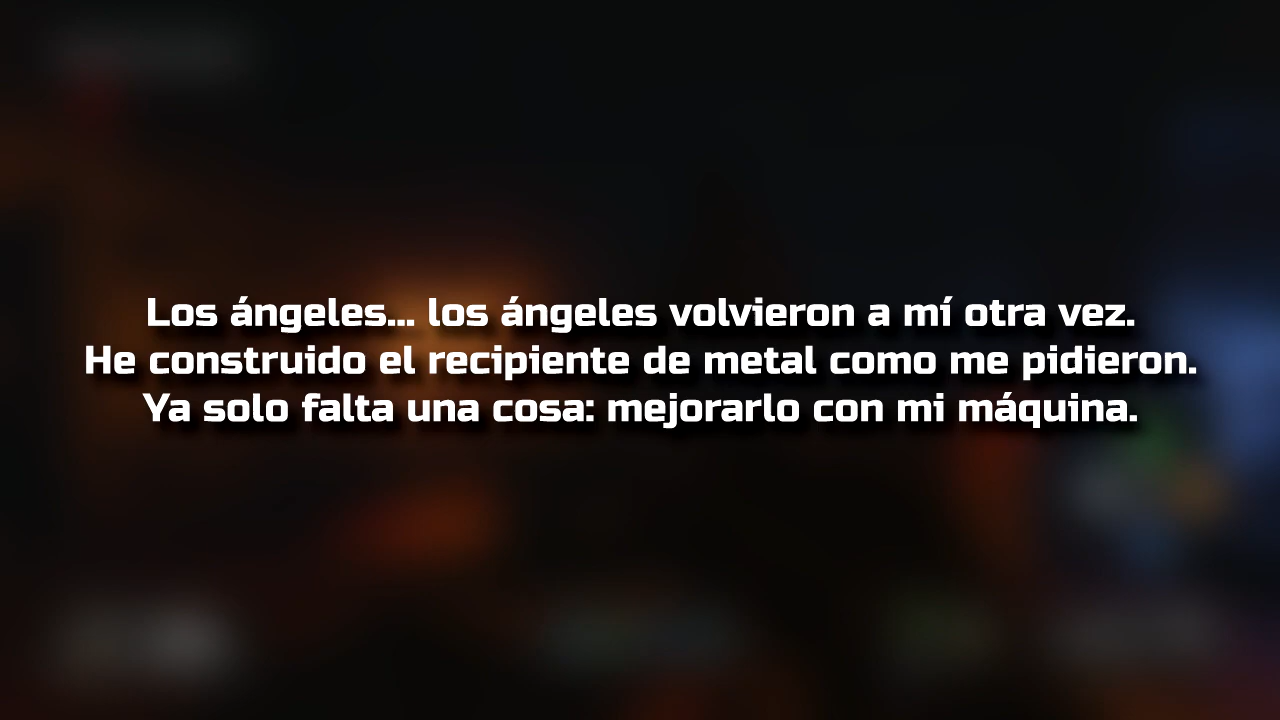 Los ángeles... los ángeles volvieron a mí otra vez.
He construido el recipiente de metal como me pidieron.
Ya solo falta una cosa: mejorarlo con mi máquina.